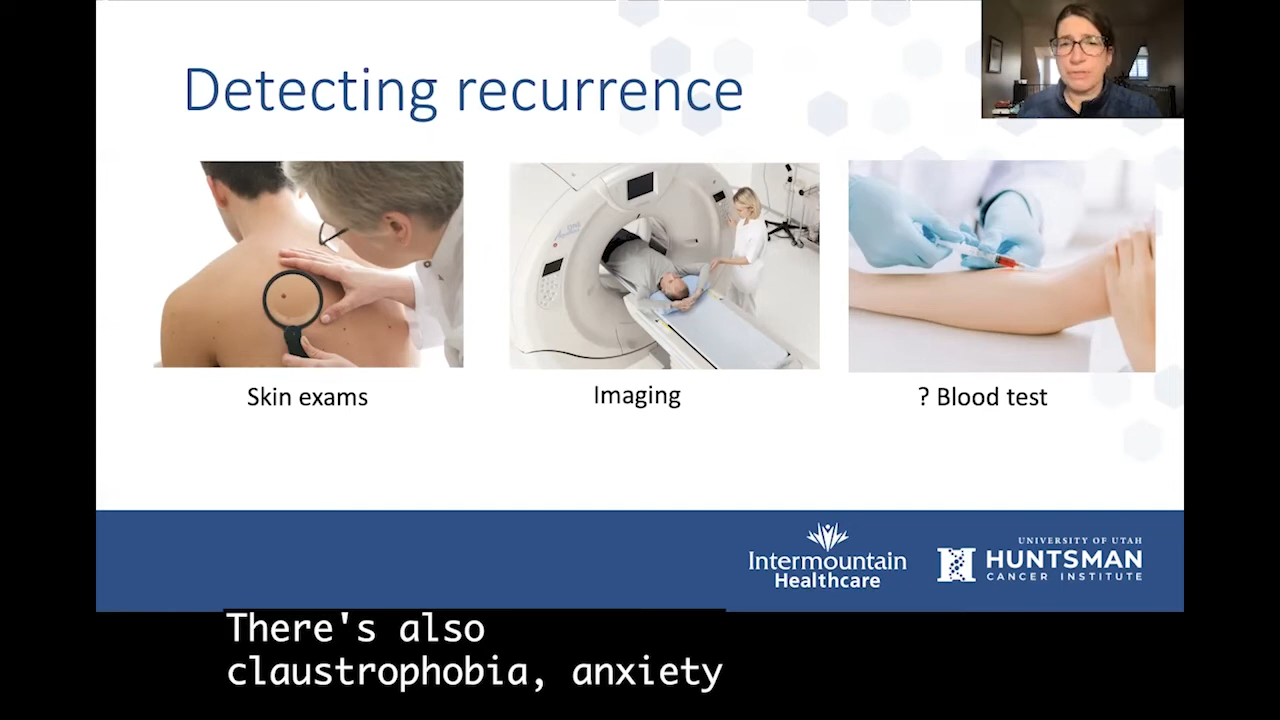 Detecting recurrence
Skin exams
Imaging
? Blood test
Intermountain
Healthcare
UNIVERSITY OF UTAH
HUNTSMAN
CANCER INSTITUTE
There's also
claustrophobia, anxiety